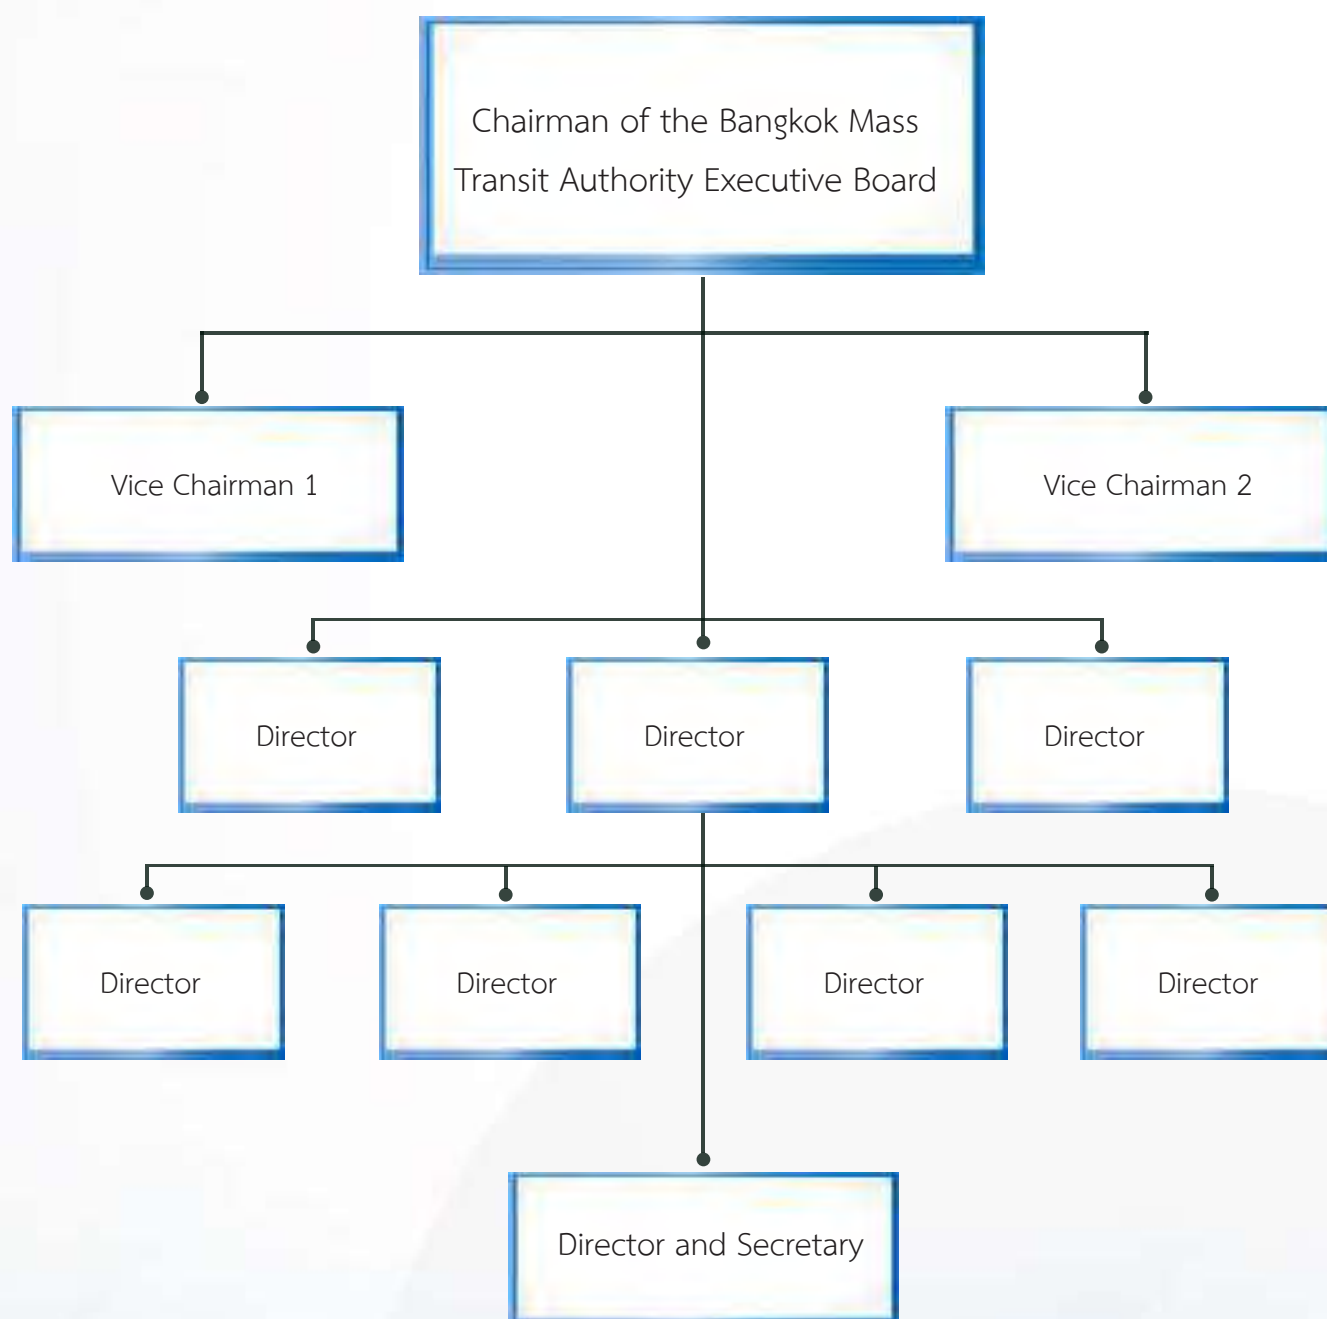 Chairman of the Bangkok Mass
Transit Authority Executive Board
Vice Chairman 1
Vice Chairman 2
Director
Director
Director
Director
Director
Director
Director
Director and Secretary